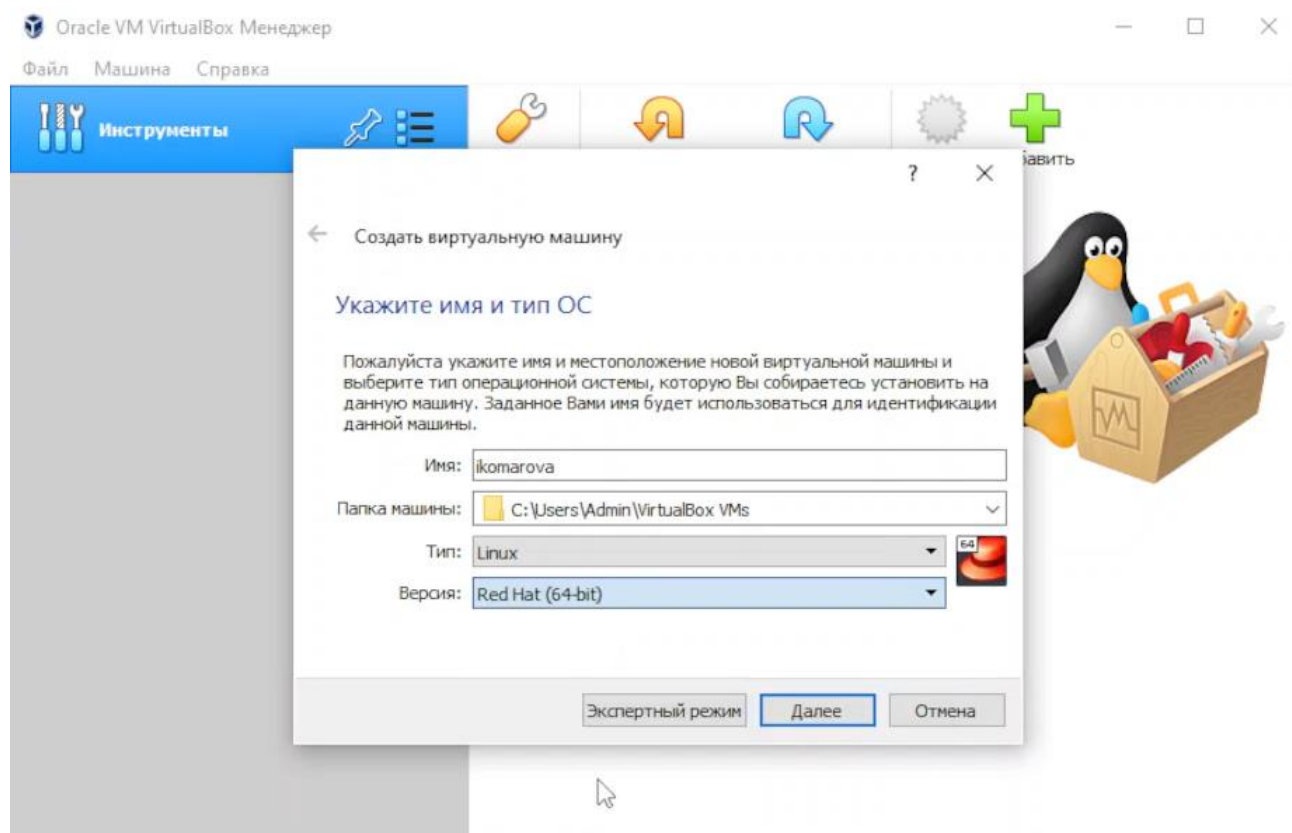 Oracle VM VirtualBox Менеджер
Файл Машина Справка
Инструменты
авить
? 
Создать виртуальную машину
Укажите имя и тип ОС
Пожалуйста укажите имя и местоположение новой виртуальной машины и
выберите тип операционной системы, которую Вы собираетесь установить на
данную машину. Заданное Вами имя будет использоваться для идентификации
данной машины.
Имя: ikomarova
Папка машины: C:\Users\Admin\VirtualBox VMs
Тип: Linux
64
Версия: Red Hat (64-bit)
Экспертный режим Далее Отмена